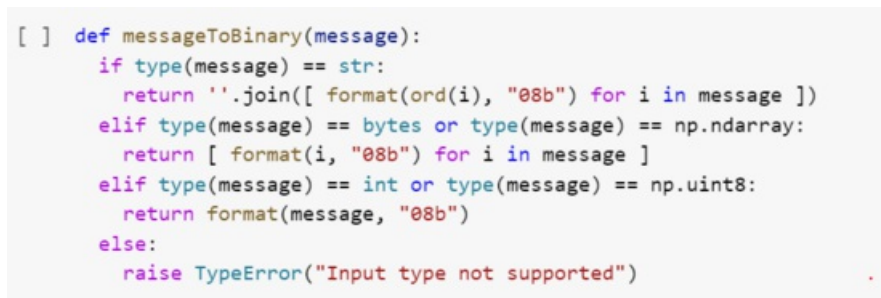 [ ] def messageToBinary(message):
      if type(message) == str:
        return ''.join([ format(ord(i), "08b") for i in message ])
      elif type(message) == bytes or type(message) == np.ndarray:
        return [ format(i, "08b") for i in message ]
      elif type(message) == int or type(message) == np.uint8:
        return format(message, "08b")
      else:
        raise TypeError("Input type not supported")